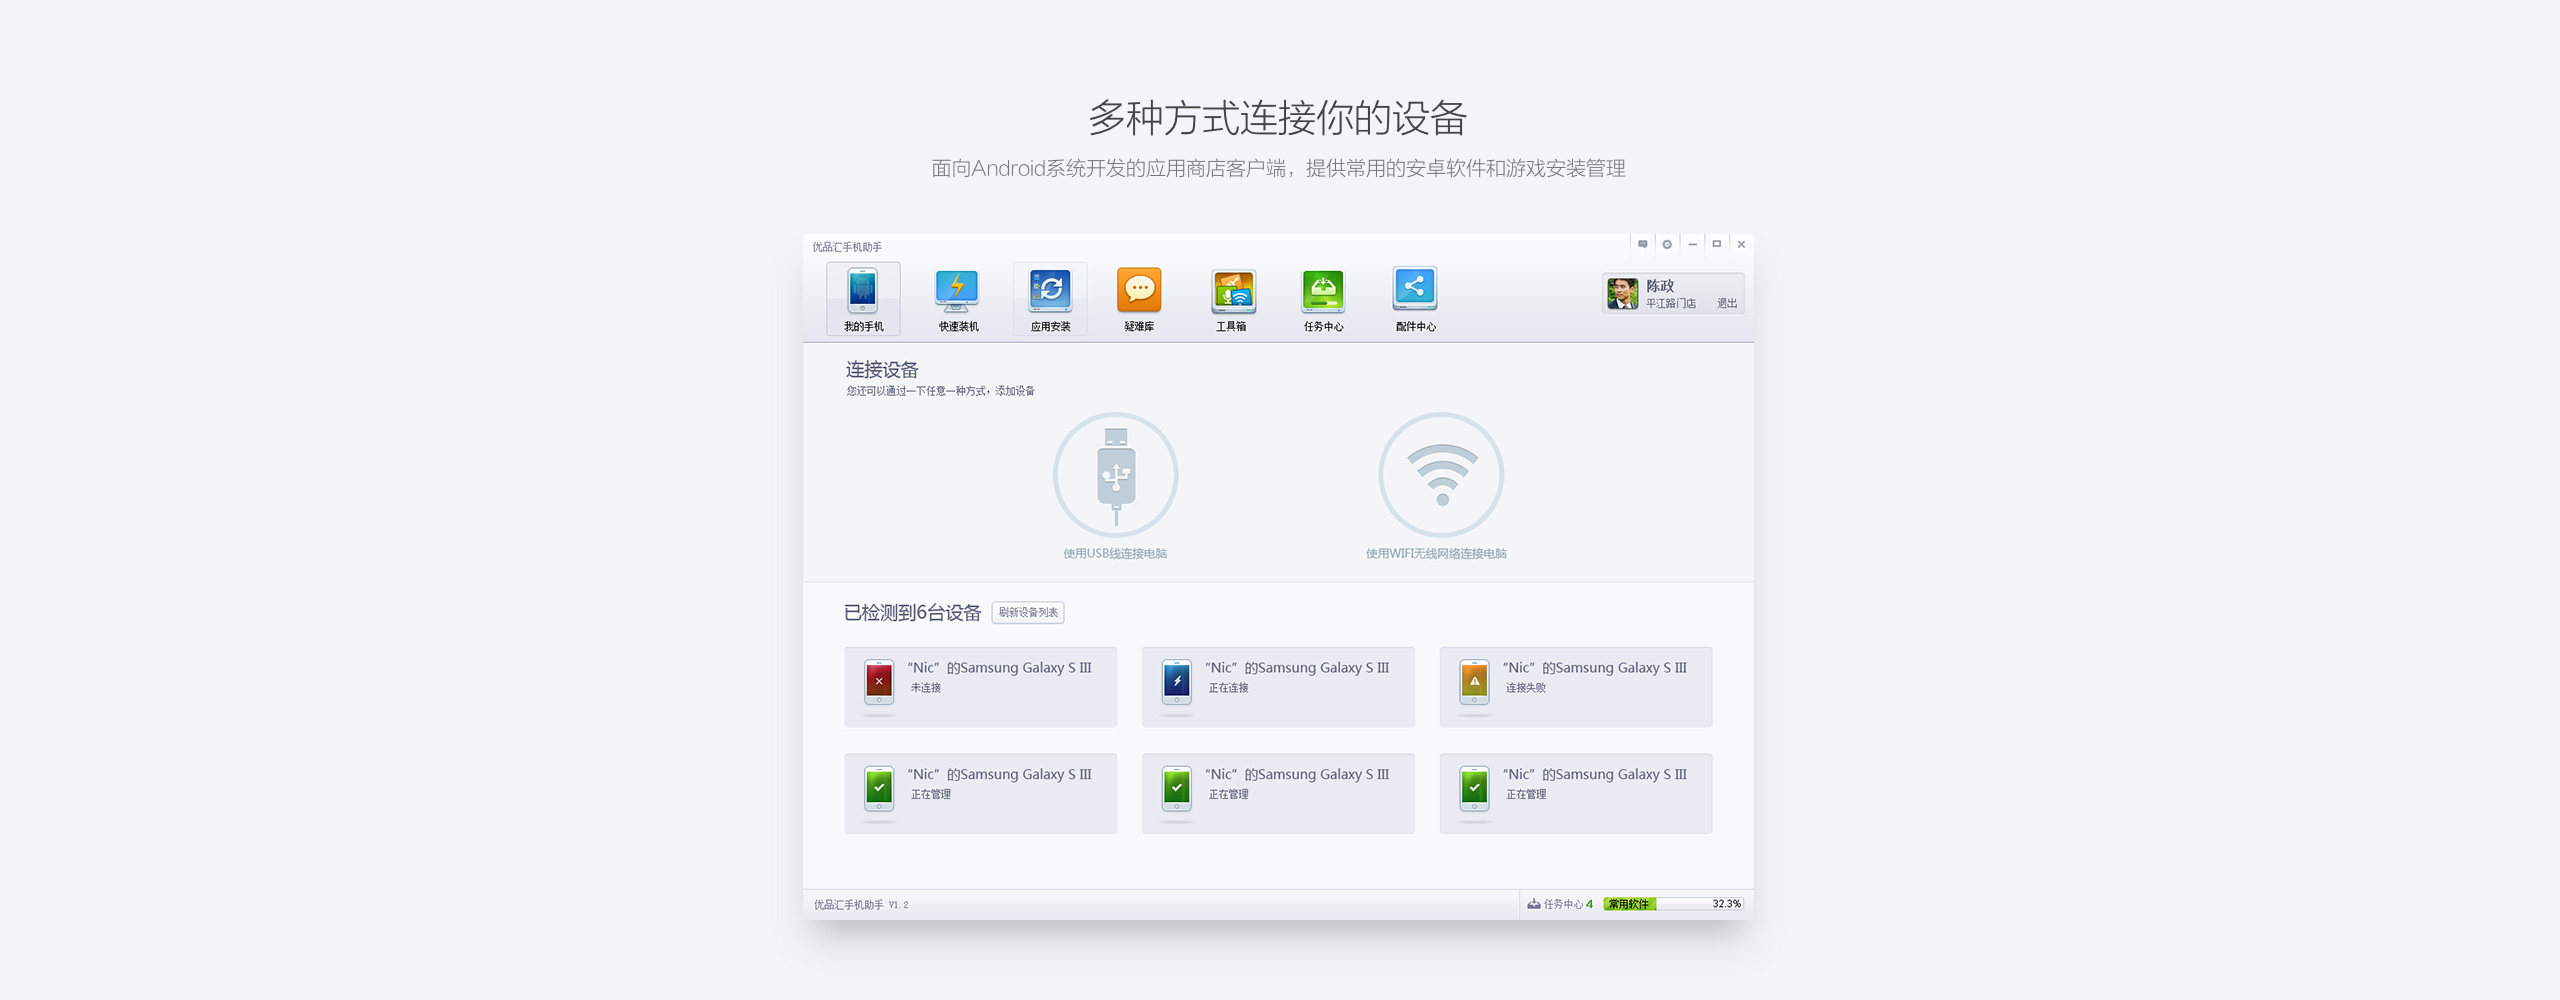 多种方式连接你的设备
面向Android系统开发的应用商店客户端，提供常用的安卓软件和游戏安装管理
优品汇手机助手
我的手机
快速装机
应用安装
疑难库
工具箱
任务中心
配件中心
陈政
平江路门店 退出
连接设备
您还可以通过一下任意一种方式，添加设备
使用USB线连接电脑
使用WIFI无线网络连接电脑
已检测到6台设备 刷新设备列表
“Nic”的Samsung Galaxy S III
未连接
“Nic”的Samsung Galaxy S III
正在连接
“Nic”的Samsung Galaxy S III
连接失败
“Nic”的Samsung Galaxy S III
正在管理
“Nic”的Samsung Galaxy S III
正在管理
“Nic”的Samsung Galaxy S III
正在管理
优品汇手机助手 V1.2
任务中心 4 常用软件 32.3%